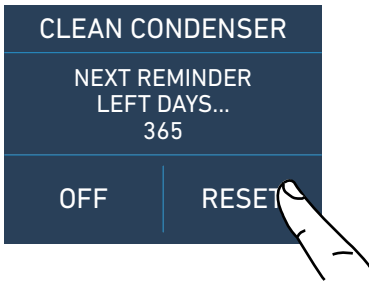 CLEAN CONDENSER
NEXT REMINDER
LEFT DAYS...
365
OFF
RESET